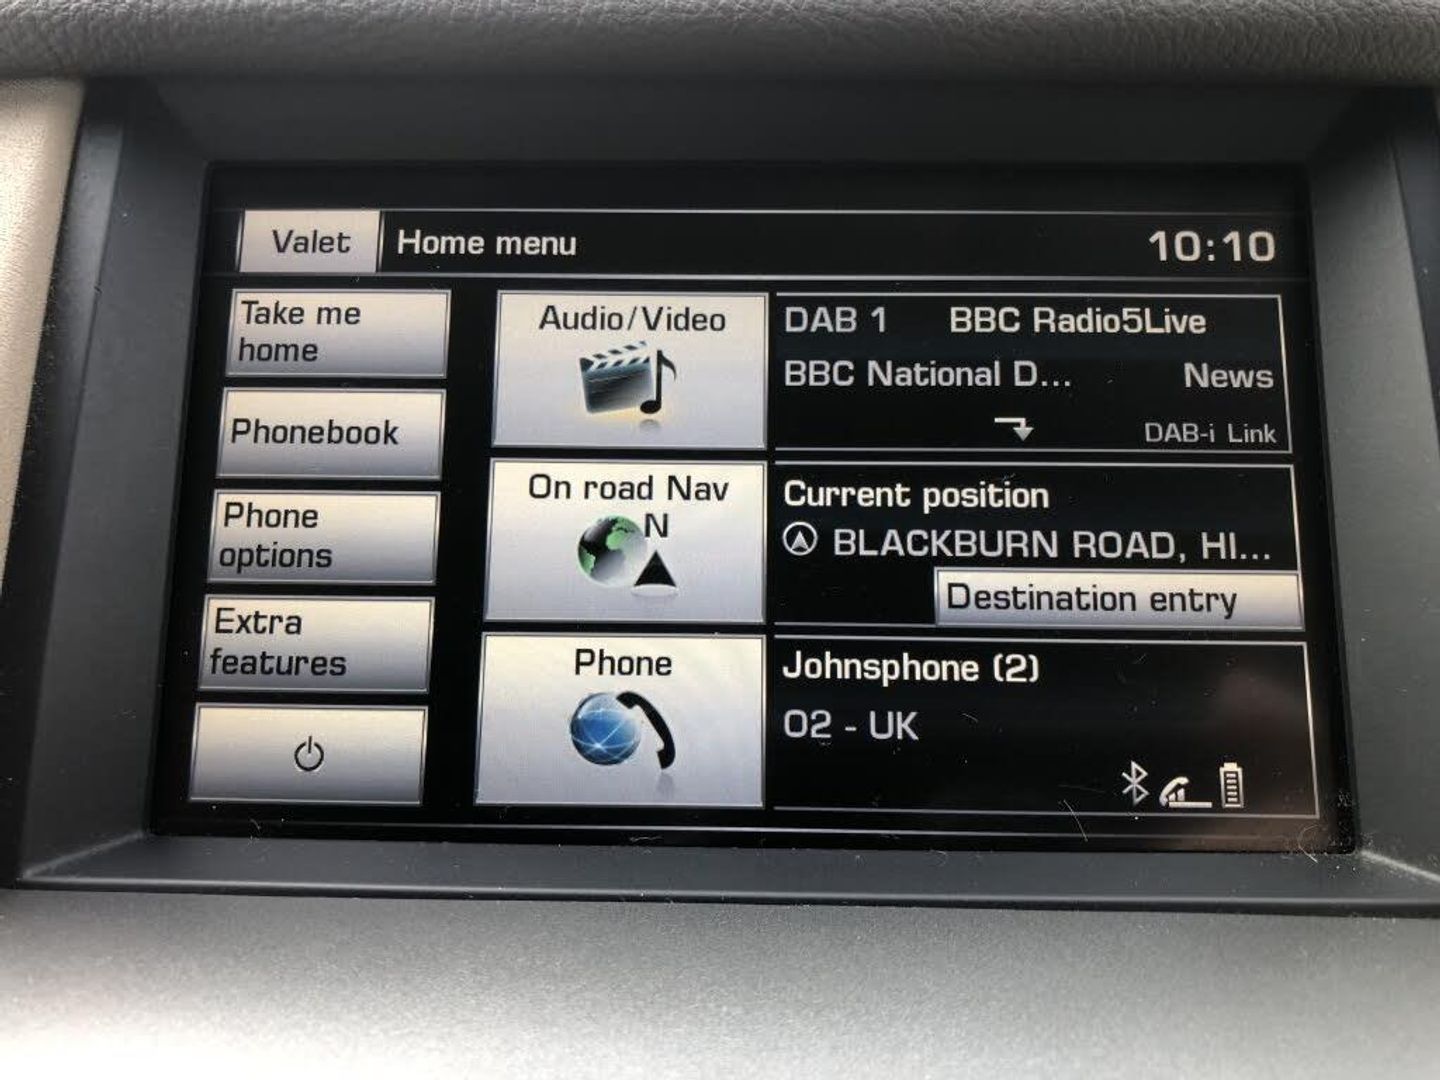 Valet
Home menu
10:10
Take me
home
Phonebook
Phone
options
Extra
features
Audio/Video
DAB 1
BBC Radio5Live
BBC National D...
News
DAB-i Link
On road Nav
N
Current position
BLACKBURN ROAD, HI...
Destination entry
Phone
Johnsphone (2)
O2 - UK